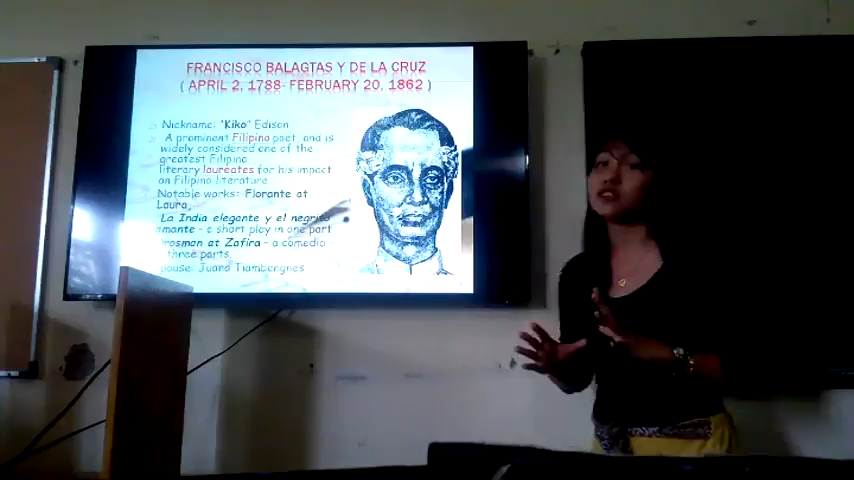 FRANCISCO BALAGTAS Y DE LA CRUZ
( APRIL 2, 1788- FEBRUARY 20, 1862 )
Nickname: "Kiko" Edison
A prominent Filipino poet, and is
widely considered one of the
greatest Filipino
literary laureates for his impact
on Filipino literature.
Notable works: Florante at
Laura,
La India elegante y el negrito
amante - a short play in one part
Orosman at Zafira - a comedia
three parts.
Juana Tiambengnes